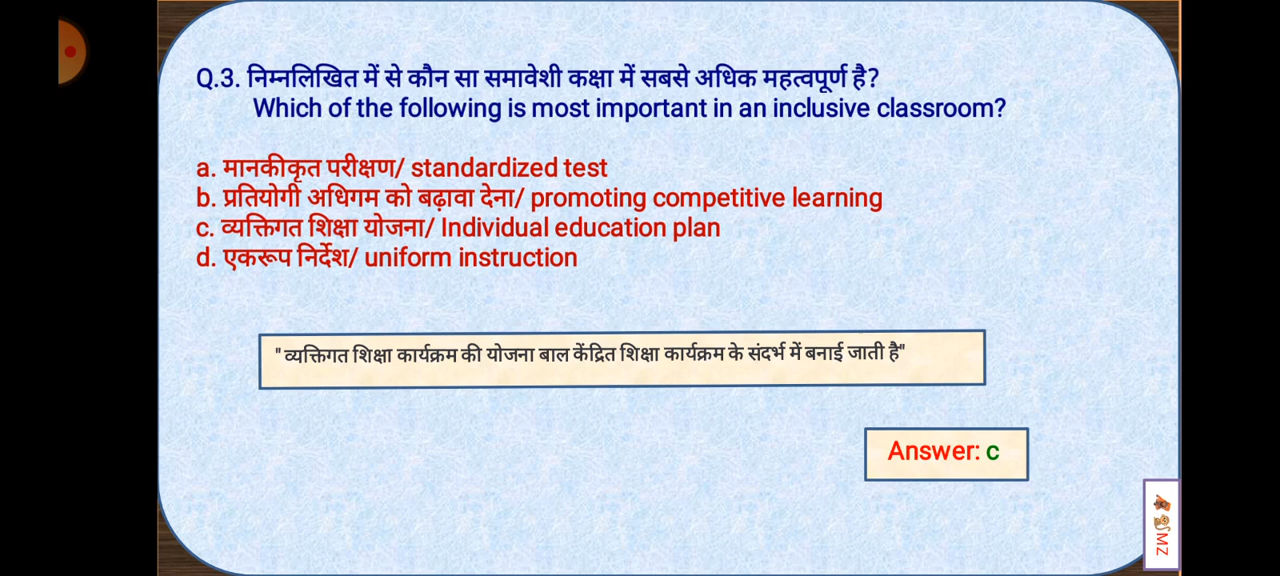 Q.3. निम्नलिखित में से कौन सा समावेशी कक्षा में सबसे अधिक महत्वपूर्ण है?
Which of the following is most important in an inclusive classroom?
a. मानकीकृत परीक्षण/ standardized test
b. प्रतियोगी अधिगम को बढ़ावा देना/ promoting competitive learning
c. व्यक्तिगत शिक्षा योजना/ Individual education plan
d. एकरूप निर्देश/ uniform instruction
" व्यक्तिगत शिक्षा कार्यक्रम की योजना बाल केंद्रित शिक्षा कार्यक्रम के संदर्भ में बनाई जाती है"
Answer: c
MZ